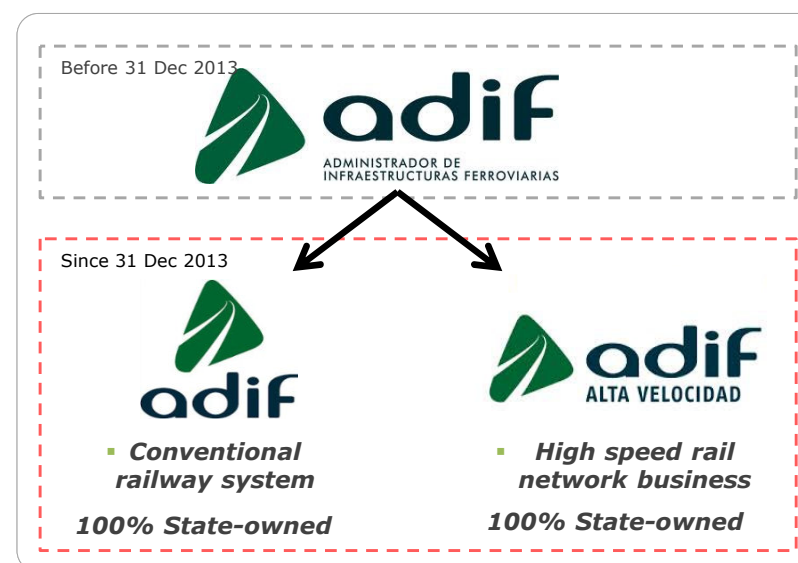 Before 31 Dec 2013
adif
ADMINISTRADOR DE
INFRAESTRUCTURAS FERROVIARIAS
Since 31 Dec 2013
adif
▪ Conventional
railway system
100% State-owned
adif
ALTA VELOCIDAD
▪ High speed rail
network business
100% State-owned